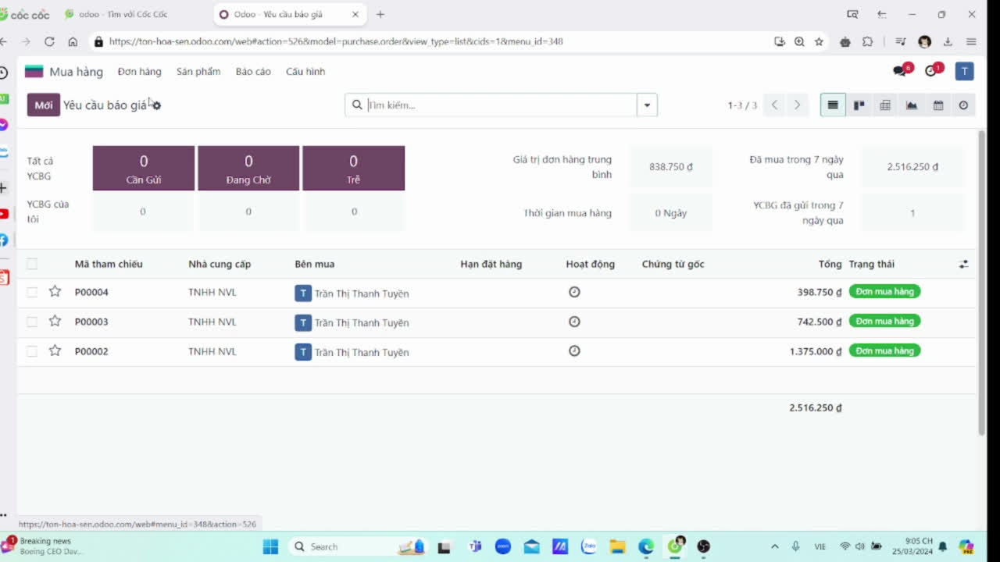 cốc cốc
odoo - Tìm với Cốc Cốc
Odoo - Yêu cầu báo giá
https://ton-hoa-sen.odoo.com/web#action=526&model=purchase.order&view_type=list&cids=1&menu_id=348
Mua hàng Đơn hàng Sản phẩm Báo cáo Cấu hình 6 1 T
Mới Yêu cầu báo giá Tìm kiếm... 1-3 / 3
Tất cả YCBG
0 Cần Gửi
0 Đang Chờ
0 Trễ
YCBG của tôi
0 0 0
Giá trị đơn hàng trung bình
838.750 ₫
Đã mua trong 7 ngày qua
2.516.250 ₫
Thời gian mua hàng
0 Ngày
YCBG đã gửi trong 7 ngày qua
1
Mã tham chiếu Nhà cung cấp Bên mua Hạn đặt hàng Hoạt động Chứng từ gốc Tổng Trạng thái
P00004 TNHH NVL T Trần Thị Thanh Tuyền 398.750 ₫ Đơn mua hàng
P00003 TNHH NVL T Trần Thị Thanh Tuyền 742.500 ₫ Đơn mua hàng
P00002 TNHH NVL T Trần Thị Thanh Tuyền 1.375.000 ₫ Đơn mua hàng
2.516.250 ₫
https://ton-hoa-sen.odoo.com/web#menu_id=348&action=526
1 Breaking news
Boeing CEO Dav...
Search
zoom
Zalo
VIE
9:05 CH
25/03/2024
PRE